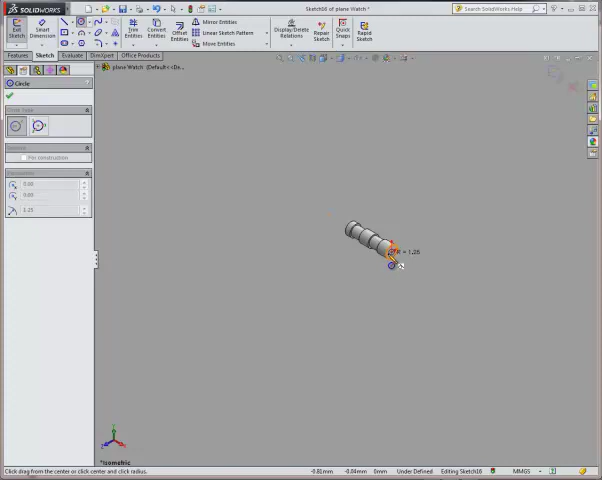 SOLIDWORKS
Sketch16 of plane Watch *
Search SolidWorks Help
Exit Sketch
Smart Dimension
Trim Entities
Convert Entities
Offset Entities
Mirror Entities
Linear Sketch Pattern
Move Entities
Display/Delete Relations
Repair Sketch
Quick Snaps
Rapid Sketch
Features
Sketch
Evaluate
DimXpert
Office Products
plane Watch (Default<<De...
Circle
For construction
0.00
0.00
1.25
R = 1.25
*Isometric
Click drag from the center or click center and click radius.
-0.81mm
-0.04mm
0mm
Under Defined
Editing Sketch16
MMGS